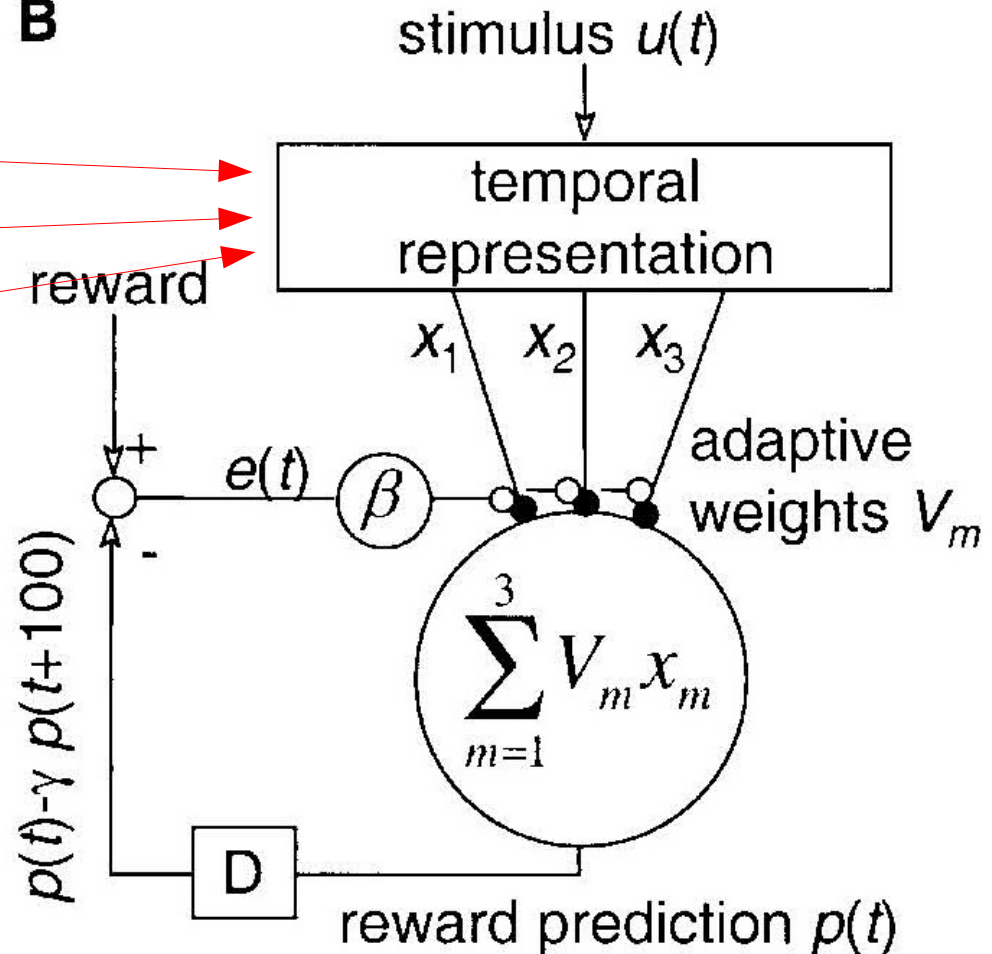 B
stimulus u(t)
temporal
representation
reward
x₁
x₂
x₃
adaptive
weights Vₘ
+
e(t)
β
-
p(t)-γ p(t+100)
3
∑ Vₘ xₘ
m=1
D
reward prediction p(t)